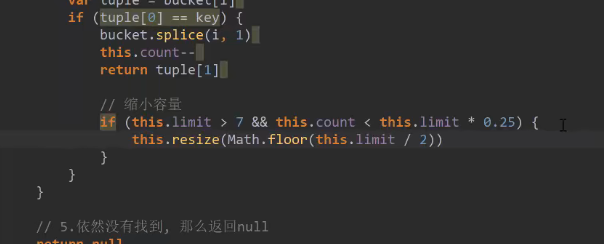 var tuple = bucket[i]
if (tuple[0] == key) {
bucket.splice(i, 1)
this.count--
return tuple[1]
// 缩小容量
if (this.limit > 7 && this.count < this.limit * 0.25) {
this.resize(Math.floor(this.limit / 2))
}
}
}
// 5.依然没有找到, 那么返回null
return null